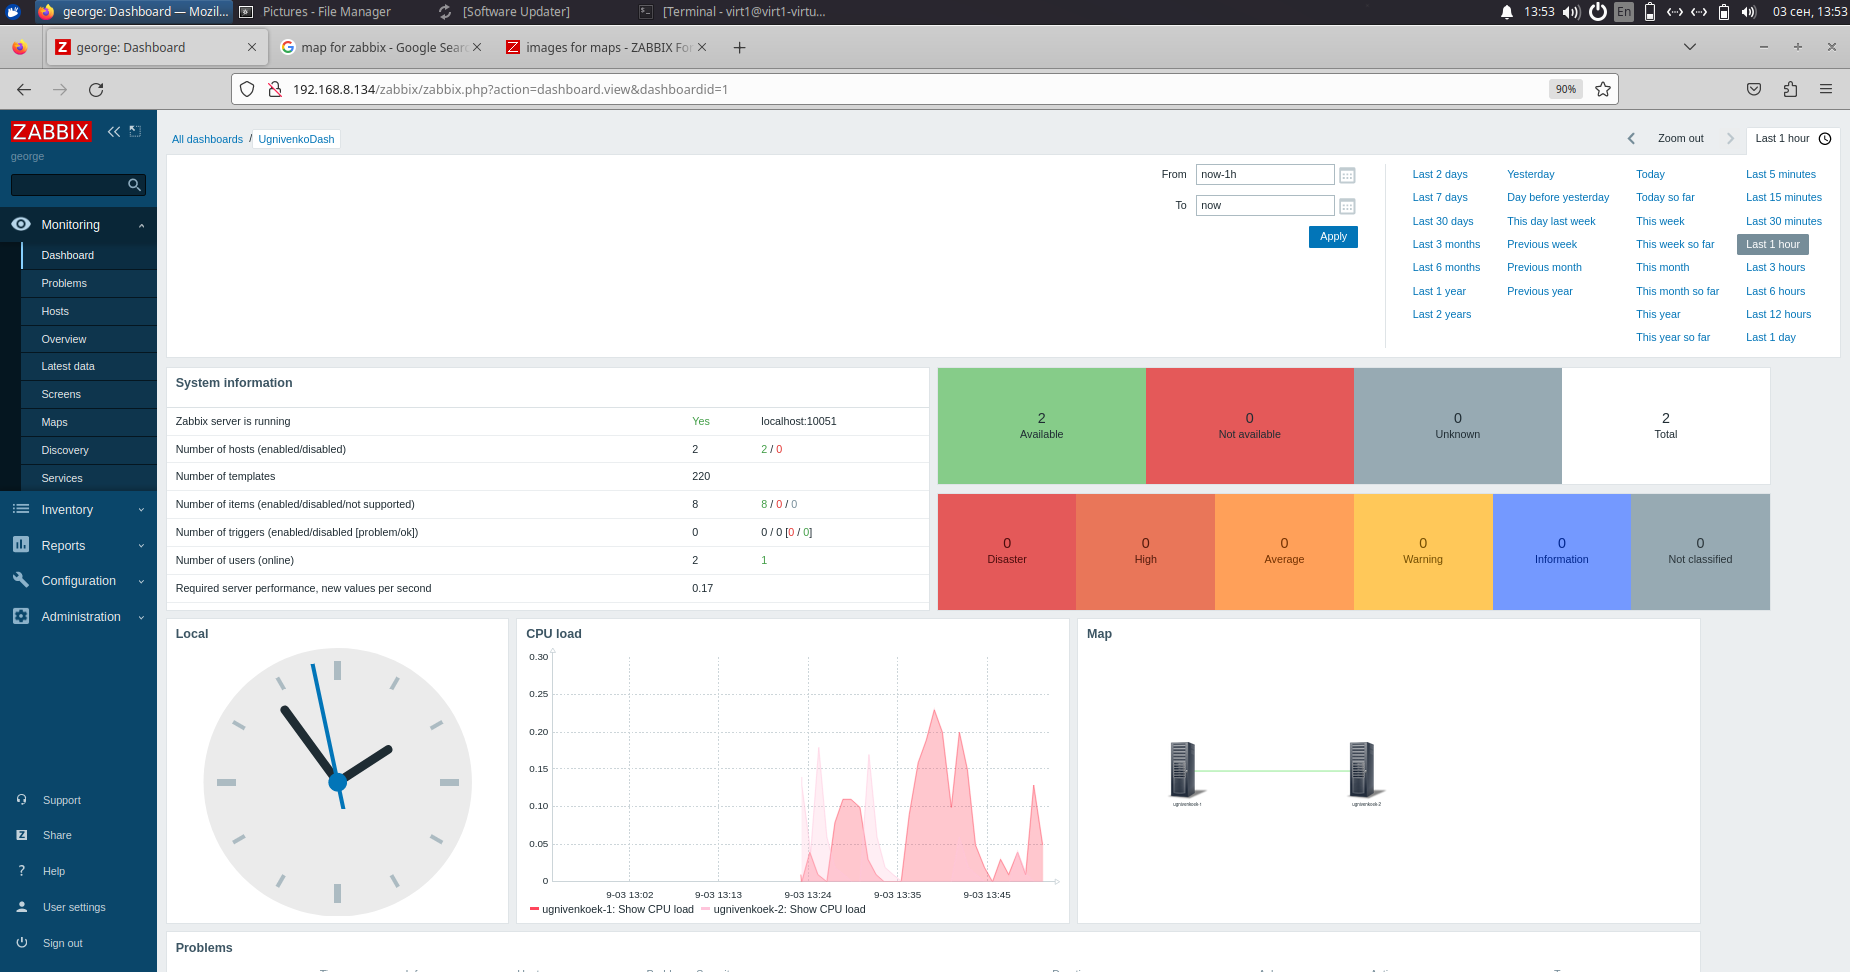 george: Dashboard — Mozil...
Pictures - File Manager
[Software Updater]
[Terminal - virt1@virt1-virtu...
13:53
En
03 сен, 13:53
george: Dashboard
map for zabbix - Google Sear
images for maps - ZABBIX For
192.168.8.134/zabbix/zabbix.php?action=dashboard.view&dashboardid=1
90%
ZABBIX
george
Monitoring
Dashboard
Problems
Hosts
Overview
Latest data
Screens
Maps
Discovery
Services
Inventory
Reports
Configuration
Administration
Support
Share
Help
User settings
Sign out
All dashboards / UgnivenkoDash
Zoom out
Last 1 hour
From now-1h
To now
Apply
Last 2 days Yesterday Today Last 5 minutes
Last 7 days Day before yesterday Today so far Last 15 minutes
Last 30 days This day last week This week Last 30 minutes
Last 3 months Previous week This week so far Last 1 hour
Last 6 months Previous month This month Last 3 hours
Last 1 year Previous year This month so far Last 6 hours
Last 2 years This year Last 12 hours
This year so far Last 1 day
System information
Zabbix server is running Yes localhost:10051
Number of hosts (enabled/disabled) 2 2 / 0
Number of templates 220
Number of items (enabled/disabled/not supported) 8 8 / 0 / 0
Number of triggers (enabled/disabled [problem/ok]) 0 0 / 0 [0 / 0]
Number of users (online) 2 1
Required server performance, new values per second 0.17
2 0 0 2
Available Not available Unknown Total
0 0 0 0 0 0
Disaster High Average Warning Information Not classified
Local
CPU load
0.30
0.25
0.20
0.15
0.10
0.05
0
9-03 13:02 9-03 13:13 9-03 13:24 9-03 13:35 9-03 13:45
ugnivenkoek-1: Show CPU load ugnivenkoek-2: Show CPU load
Map
ugnivenkoek-1 ugnivenkoek-2
Problems